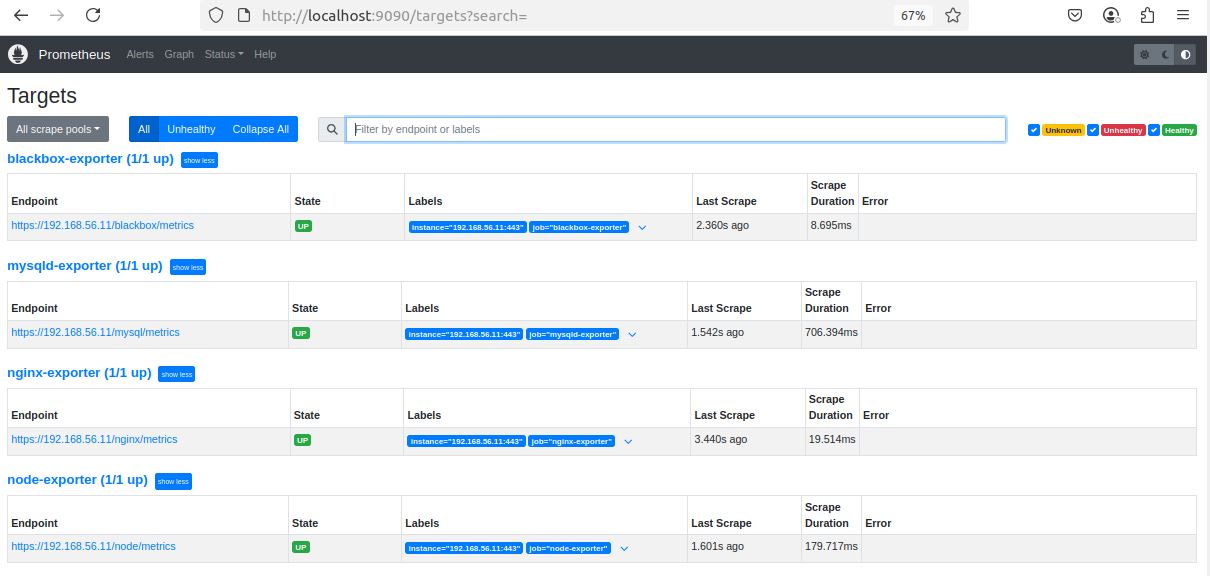 http://localhost:9090/targets?search=
67%
Prometheus Alerts Graph Status Help
Targets
All scrape pools All Unhealthy Collapse All Filter by endpoint or labels Unknown Unhealthy Healthy
blackbox-exporter (1/1 up) show less
Endpoint State Labels Last Scrape Scrape Duration Error
https://192.168.56.11/blackbox/metrics UP instance="192.168.56.11:443" job="blackbox-exporter" 2.360s ago 8.695ms
mysqld-exporter (1/1 up) show less
Endpoint State Labels Last Scrape Scrape Duration Error
https://192.168.56.11/mysql/metrics UP instance="192.168.56.11:443" job="mysqld-exporter" 1.542s ago 706.394ms
nginx-exporter (1/1 up) show less
Endpoint State Labels Last Scrape Scrape Duration Error
https://192.168.56.11/nginx/metrics UP instance="192.168.56.11:443" job="nginx-exporter" 3.440s ago 19.514ms
node-exporter (1/1 up) show less
Endpoint State Labels Last Scrape Scrape Duration Error
https://192.168.56.11/node/metrics UP instance="192.168.56.11:443" job="node-exporter" 1.601s ago 179.717ms